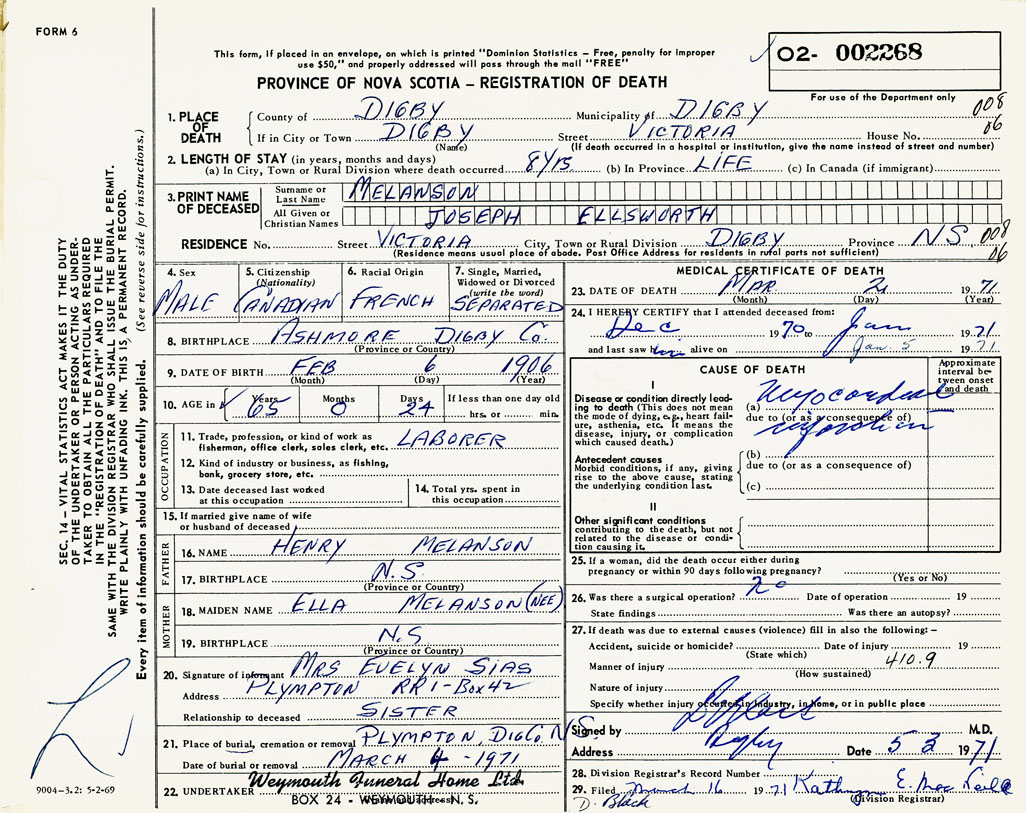 FORM 6
This form, if placed in an envelope, on which is printed "Dominion Statistics – Free, penalty for improper
use $50," and properly addressed will pass through the mail "FREE"
O2- 002268
PROVINCE OF NOVA SCOTIA – REGISTRATION OF DEATH
For use of the Department only
008
06
1. PLACE OF DEATH
County of DIGBY Municipality of DIGBY
If in City or Town DIGBY Street VICTORIA House No.
(Name) (If death occurred in a hospital or institution, give the name instead of street and number)
2. LENGTH OF STAY (in years, months and days)
(a) In City, Town or Rural Division where death occurred 8 yrs (b) In Province LIFE (c) In Canada (if immigrant)
3. PRINT NAME OF DECEASED
Surname or Last Name MELANSON
All Given or Christian Names JOSEPH ELLSWORTH
RESIDENCE No. Street VICTORIA City, Town or Rural Division DIGBY Province NS 008
(Residence means usual place of abode. Post Office Address for residents in rural parts not sufficient) 06
4. Sex MALE
5. Citizenship (Nationality) CANADIAN
6. Racial Origin FRENCH
7. Single, Married, Widowed or Divorced (write the word) SEPARATED
8. BIRTHPLACE ASHMORE DIGBY Co.
(Province or Country)
9. DATE OF BIRTH FEB 6 1906
(Month) (Day) (Year)
10. AGE in Years 65 Months 0 Days 24 If less than one day old hrs. or min.
OCCUPATION
11. Trade, profession, or kind of work as fisherman, office clerk, sales clerk, etc. LABORER
12. Kind of industry or business, as fishing, bank, grocery store, etc.
13. Date deceased last worked at this occupation
14. Total yrs. spent in this occupation
15. If married give name of wife or husband of deceased
FATHER
16. NAME HENRY MELANSON
17. BIRTHPLACE N.S.
(Province or Country)
MOTHER
18. MAIDEN NAME ELLA MELANSON (NEE)
19. BIRTHPLACE N.S
(Province or Country)
20. Signature of informant MRS EVELYN SIAS
Address PLYMPTON RR1-BOX 42
Relationship to deceased SISTER
21. Place of burial, cremation or removal PLYMPTON, DIG Co. N.S.
Date of burial or removal MARCH 4 - 1971
22. UNDERTAKER Weymouth Funeral Home Ltd.
BOX 24 - WEYMOUTH N. S.
MEDICAL CERTIFICATE OF DEATH
23. DATE OF DEATH Mar 2 1971
(Month) (Day) (Year)
24. I HEREBY CERTIFY that I attended deceased from:
Dec 1970 to Jan 1971
and last saw him alive on Jan. 5 1971
CAUSE OF DEATH
Approximate interval between onset and death
I
Disease or condition directly leading to death (This does not mean the mode of dying, e.g., heart failure, asthenia, etc. It means the disease, injury, or complication which caused death.)
(a) Myocardial
due to (or as a consequence of)
infarction
Antecedent causes
Morbid conditions, if any, giving rise to the above cause, stating the underlying condition last.
(b)
due to (or as a consequence of)
(c)
II
Other significant conditions contributing to the death, but not related to the disease or condition causing it.
25. If a woman, did the death occur either during pregnancy or within 90 days following pregnancy?
(Yes or No)
26. Was there a surgical operation? No Date of operation 19
State findings Was there an autopsy?
27. If death was due to external causes (violence) fill in also the following: –
Accident, suicide or homicide? Date of injury 19
(State which) 410.9
Manner of injury
(How sustained)
Nature of injury
Specify whether injury occurred in Industry, in Home, or in public place
Signed by M.D.
Address Digby Date 5 3 1971
28. Division Registrar's Record Number
29. Filed March 16 1971 Kathryn E. MacNeill
D. Black (Division Registrar)
SEC. 14 – VITAL STATISTICS ACT MAKES IT THE DUTY
OF THE UNDERTAKER OR PERSON ACTING AS UNDER-
TAKER TO OBTAIN ALL THE PARTICULARS REQUIRED
IN THE "REGISTRATION OF DEATH" AND TO FILE THE
SAME WITH THE DIVISION REGISTRAR WHO SHALL ISSUE THE BURIAL PERMIT.
WRITE PLAINLY WITH UNFADING INK. THIS IS A PERMANENT RECORD.
Every item of information should be carefully supplied. (See reverse side for instructions.)
9004-3.2: 5-2-69